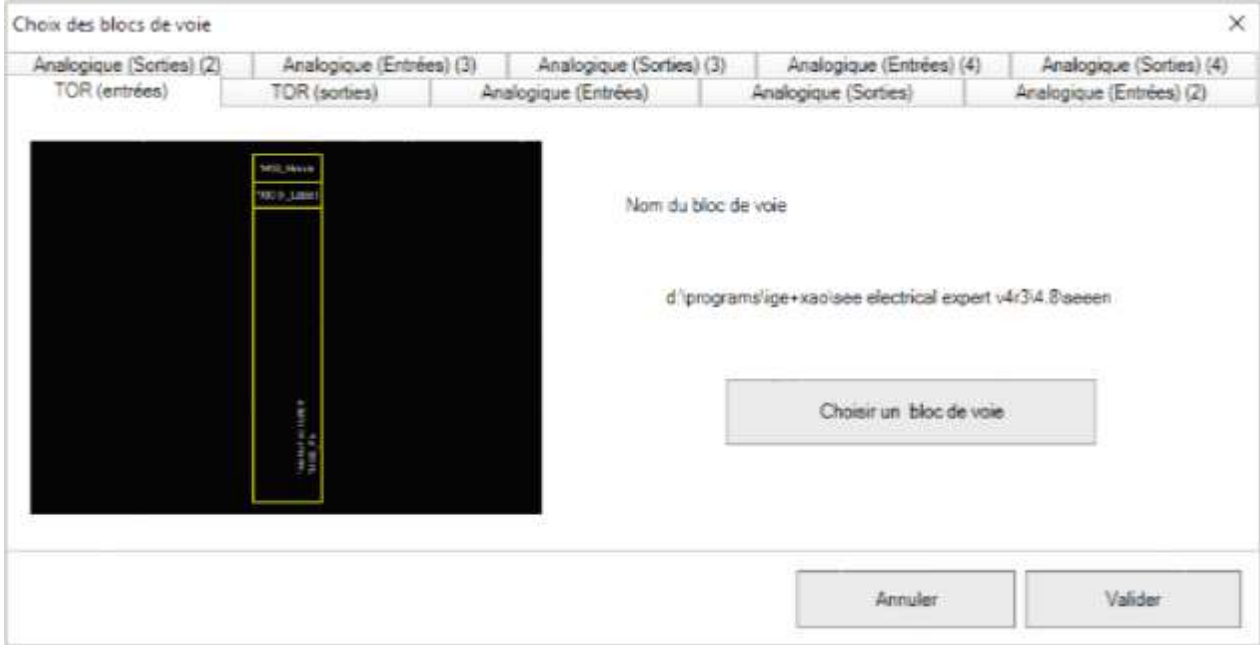 Choix des blocs de voie
Analogique (Sorties) (2) Analogique (Entrées) (3) Analogique (Sorties) (3) Analogique (Entrées) (4) Analogique (Sorties) (4)
TOR (entrées) TOR (sorties) Analogique (Entrées) Analogique (Sorties) Analogique (Entrées) (2)
Nom du bloc de voie
d:\programs\ige+xao\see electrical expert v4r3\4.8\seeen
Choisir un bloc de voie
Annuler Valider